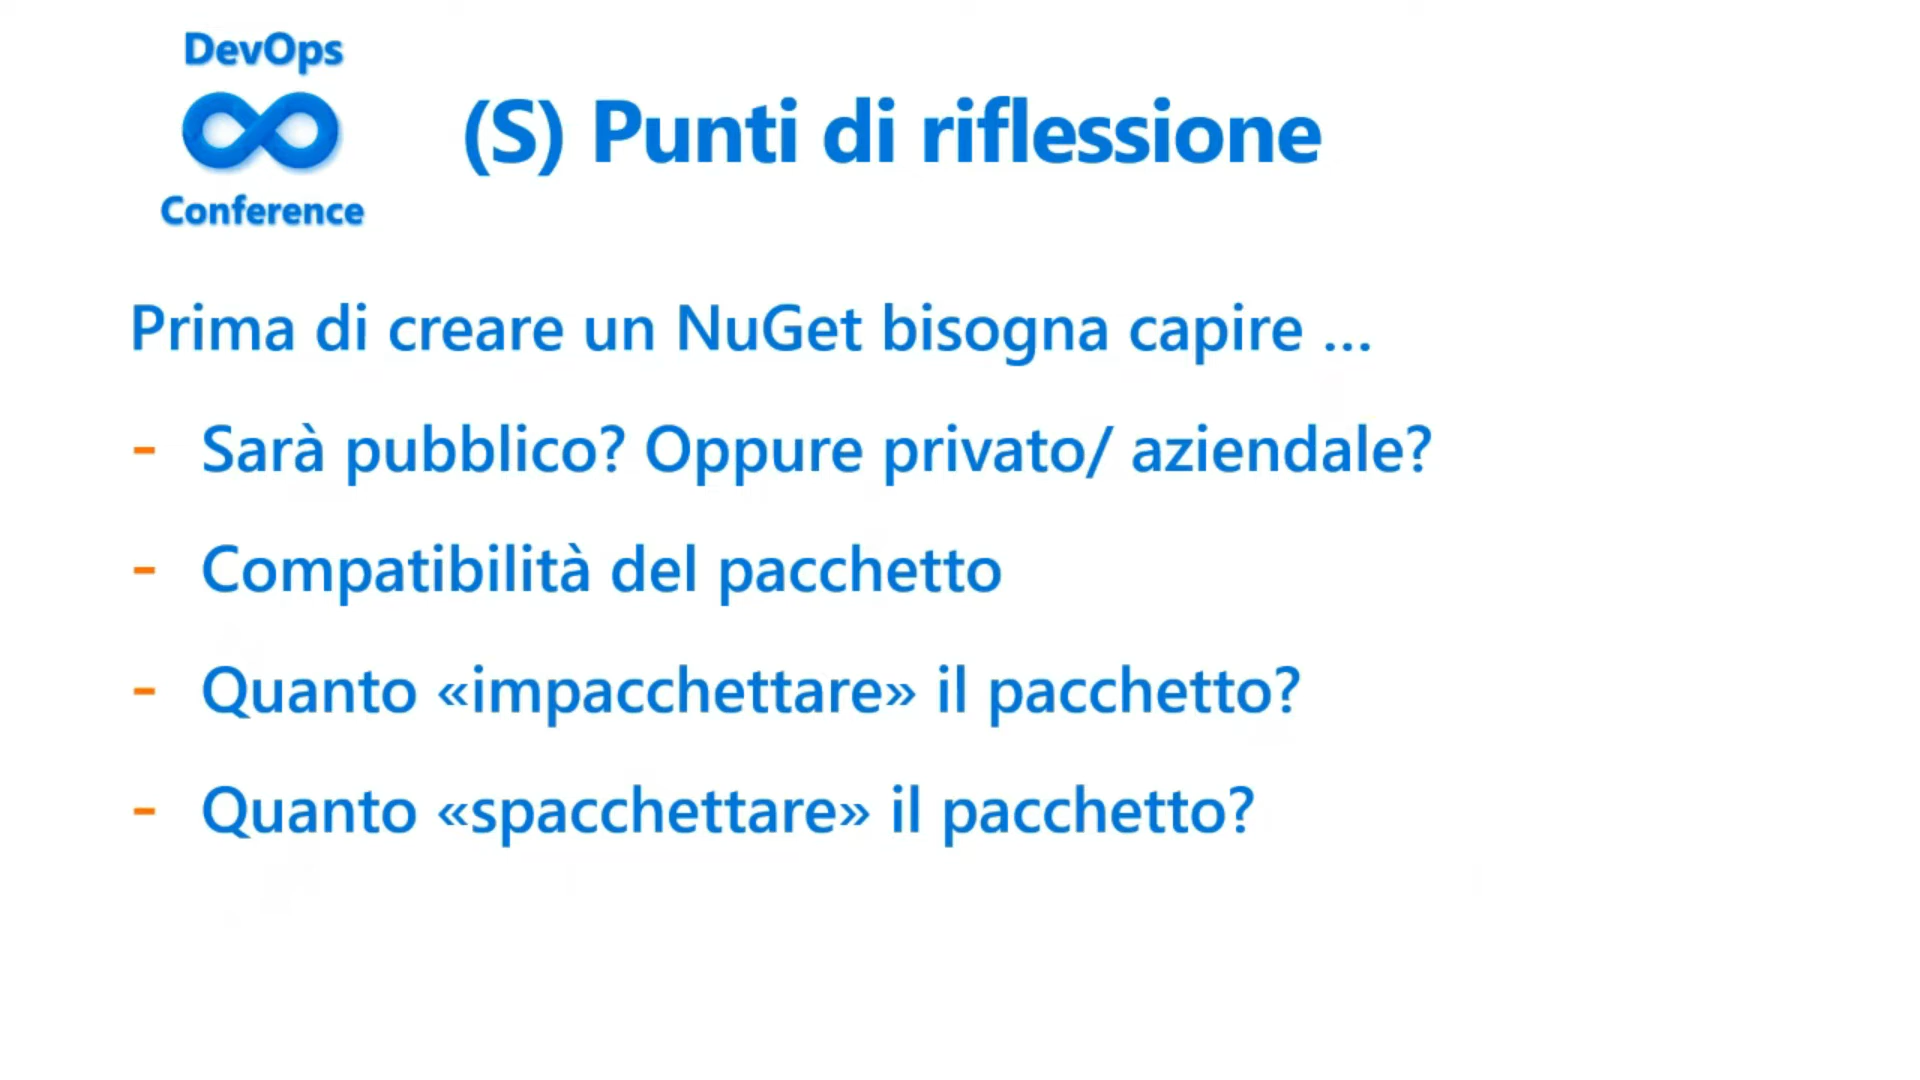 DevOps
Conference
(S) Punti di riflessione
Prima di creare un NuGet bisogna capire ...
- Sarà pubblico? Oppure privato/ aziendale?
- Compatibilità del pacchetto
- Quanto «impacchettare» il pacchetto?
- Quanto «spacchettare» il pacchetto?